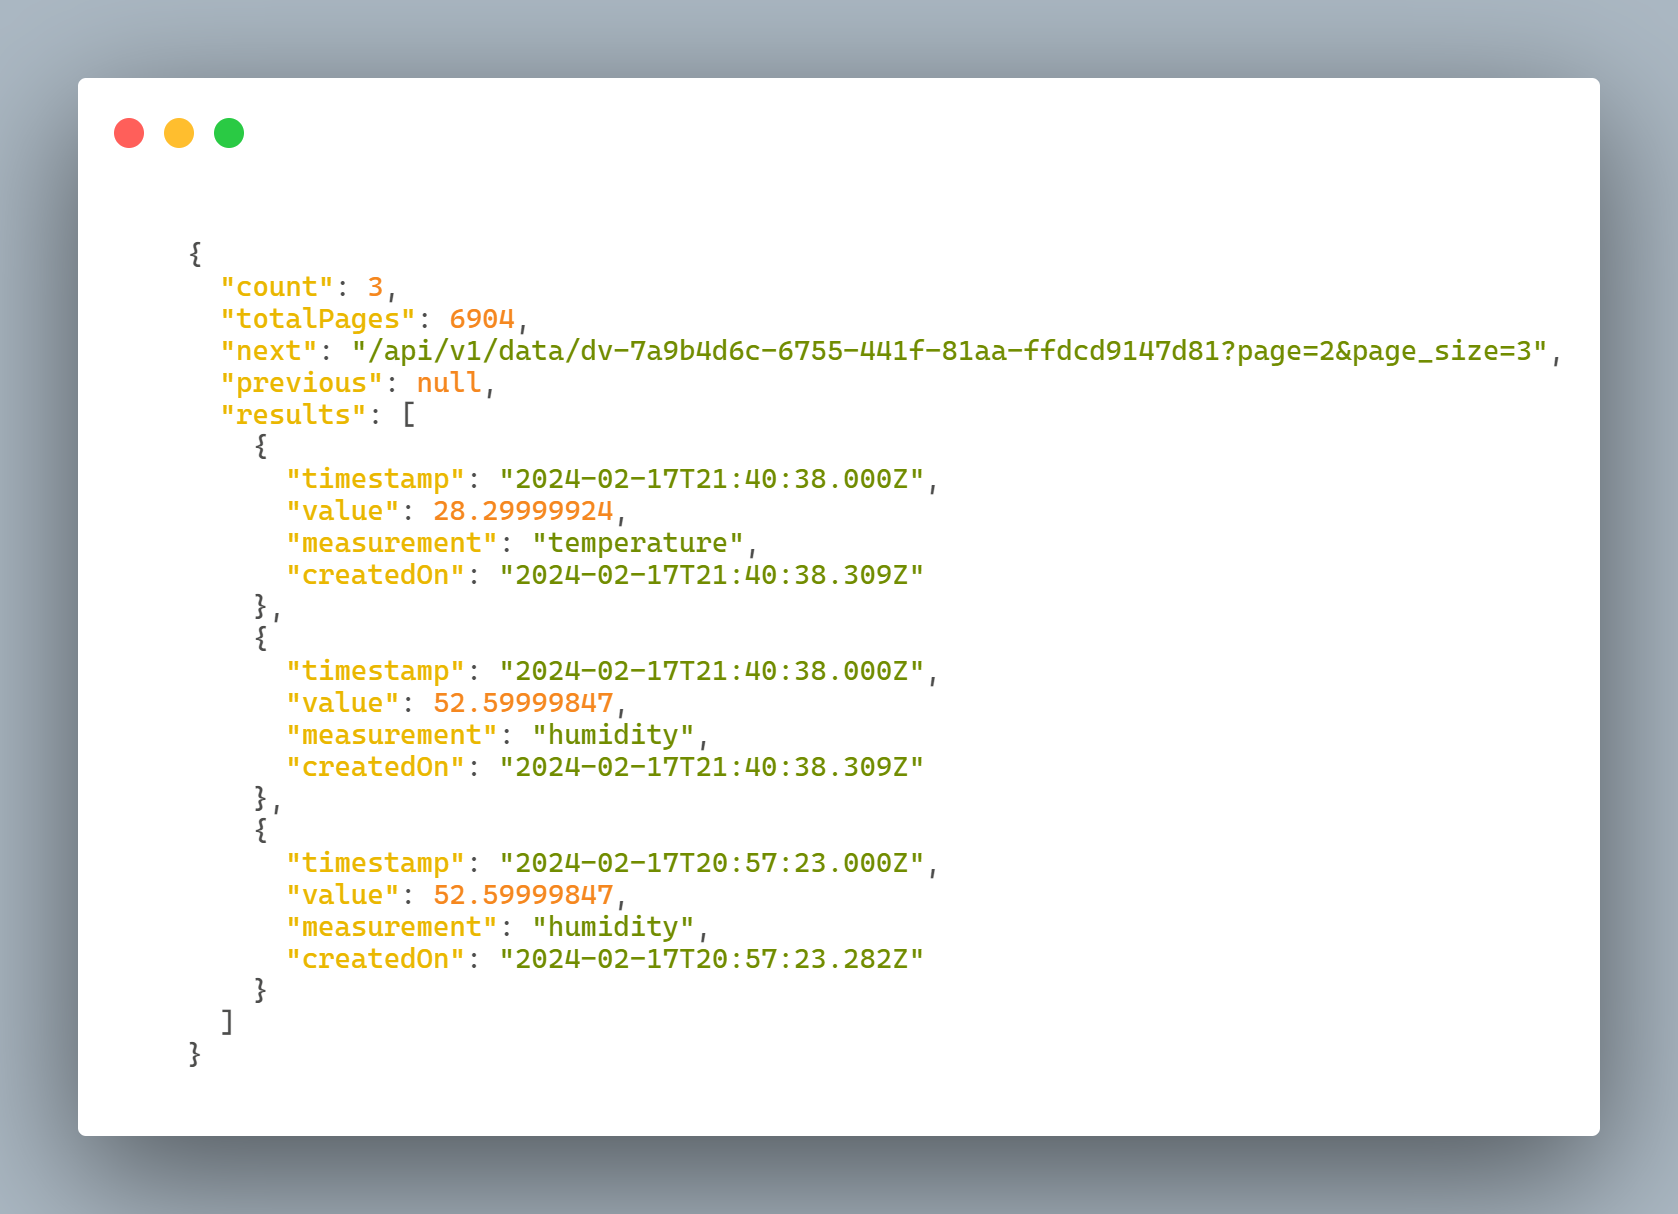 {
  "count": 3,
  "totalPages": 6904,
  "next": "/api/v1/data/dv-7a9b4d6c-6755-441f-81aa-ffdcd9147d81?page=2&page_size=3",
  "previous": null,
  "results": [
    {
      "timestamp": "2024-02-17T21:40:38.000Z",
      "value": 28.29999924,
      "measurement": "temperature",
      "createdOn": "2024-02-17T21:40:38.309Z"
    },
    {
      "timestamp": "2024-02-17T21:40:38.000Z",
      "value": 52.59999847,
      "measurement": "humidity",
      "createdOn": "2024-02-17T21:40:38.309Z"
    },
    {
      "timestamp": "2024-02-17T20:57:23.000Z",
      "value": 52.59999847,
      "measurement": "humidity",
      "createdOn": "2024-02-17T20:57:23.282Z"
    }
  ]
}